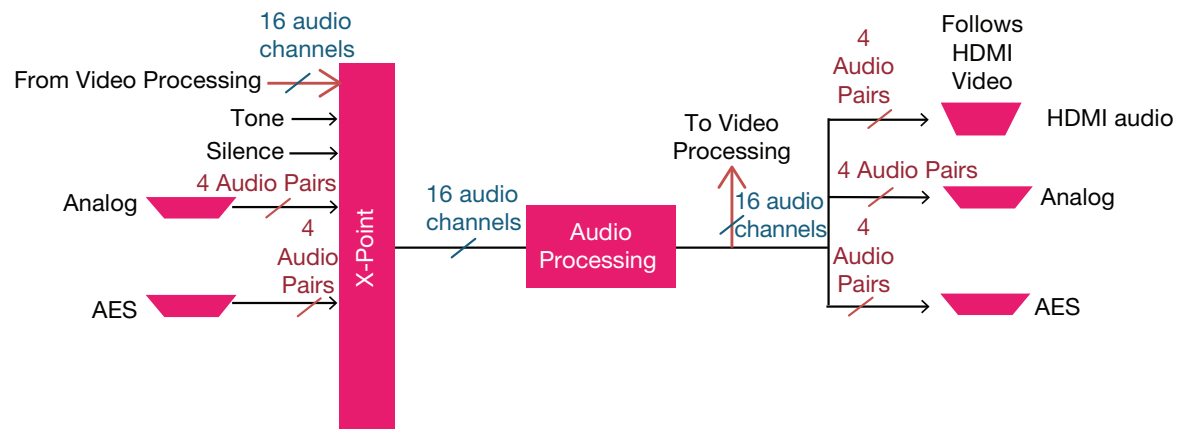 16 audio
channels
From Video Processing
Tone
Silence
4 Audio Pairs
Analog
4
Audio
Pairs
AES
X-Point
16 audio
channels
Audio
Processing
To Video
Processing
16 audio
channels
4
Audio
Pairs
Follows
HDMI
Video
HDMI audio
4 Audio Pairs
Analog
4
Audio
Pairs
AES